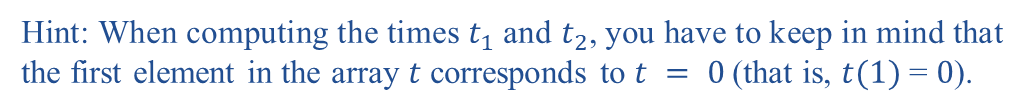 Hint: When computing the times t₁ and t₂, you have to keep in mind that
the first element in the array t corresponds to t = 0 (that is, t(1) = 0).